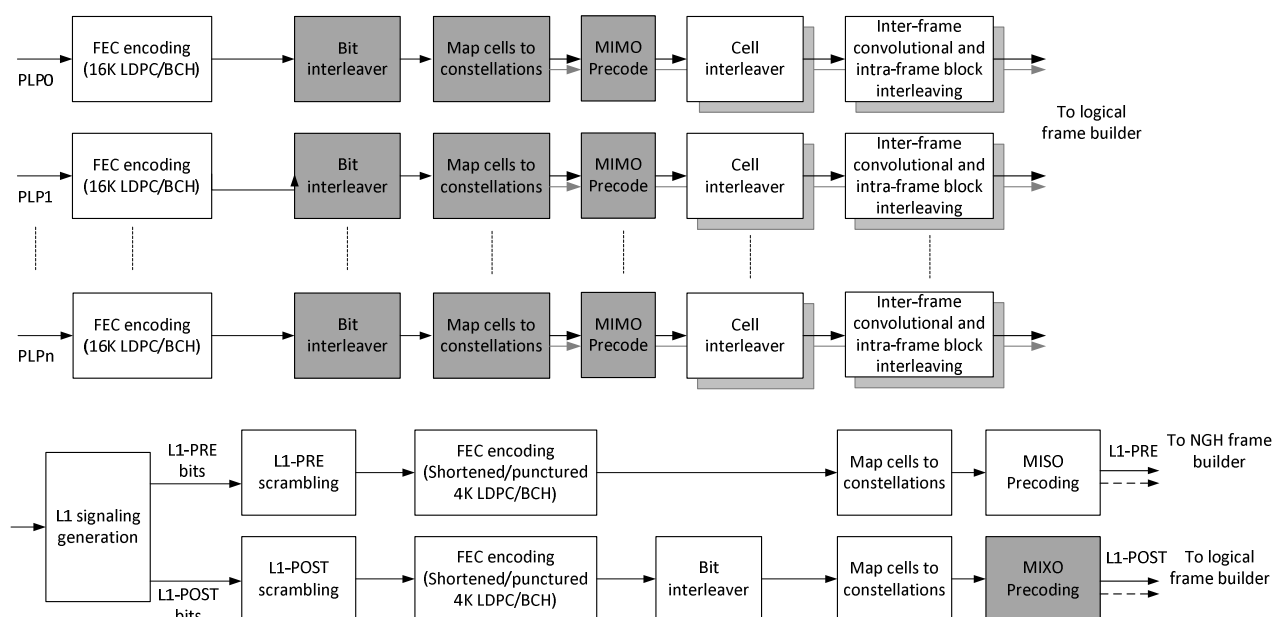 FEC encoding
(16K LDPC/BCH)
Bit
interleaver
Map cells to
constellations
MIMO
Precode
Cell
interleaver
Inter-frame
convolutional and
intra-frame block
interleaving
PLP0
To logical
frame builder
FEC encoding
(16K LDPC/BCH)
Bit
interleaver
Map cells to
constellations
MIMO
Precode
Cell
interleaver
Inter-frame
convolutional and
intra-frame block
interleaving
PLP1
FEC encoding
(16K LDPC/BCH)
Bit
interleaver
Map cells to
constellations
MIMO
Precode
Cell
interleaver
Inter-frame
convolutional and
intra-frame block
interleaving
PLPn
L1 signaling
generation
L1-PRE
bits
L1-PRE
scrambling
FEC encoding
(Shortened/punctured
4K LDPC/BCH)
Map cells to
constellations
MISO
Precoding
L1-PRE
To NGH frame
builder
L1-POST
bits
L1-POST
scrambling
FEC encoding
(Shortened/punctured
4K LDPC/BCH)
Bit
interleaver
Map cells to
constellations
MIXO
Precoding
L1-POST
To logical
frame builder